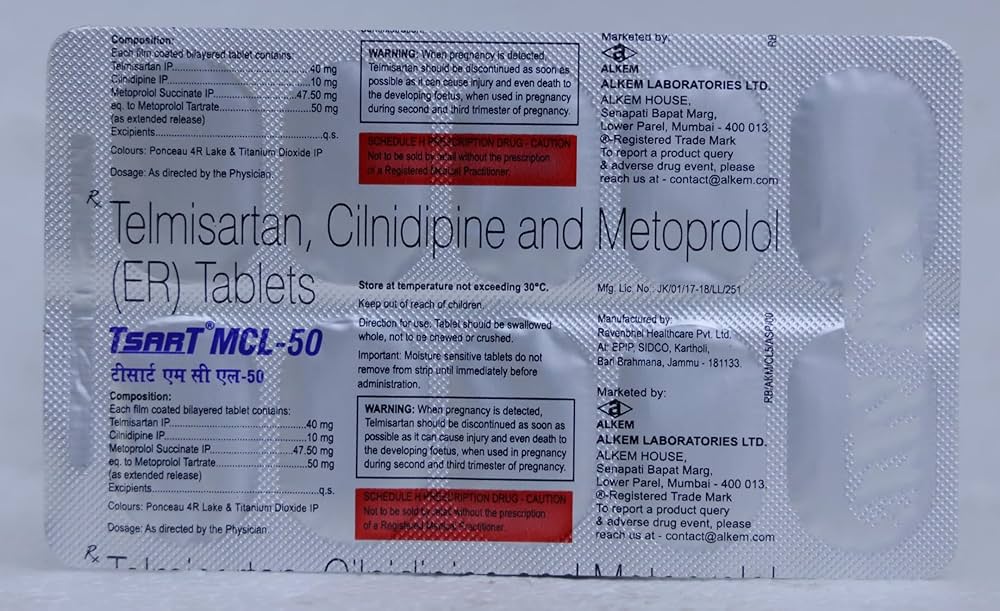 Composition:
Each film coated bilayered tablet contains:
Telmisartan IP.....................................40 mg
Cilnidipine IP.......................................10 mg
Metoprolol Succinate IP......................47.50 mg
eq. to Metoprolol Tartrate........................50 mg
(as extended release)
Excipients.............................................q.s.
Colours: Ponceau 4R Lake & Titanium Dioxide IP
Dosage: As directed by the Physician.
WARNING: When pregnancy is detected,
Telmisartan should be discontinued as soon as
possible as it can cause injury and even death to
the developing foetus, when used in pregnancy
during second and third trimester of pregnancy.
SCHEDULE H PRESCRIPTION DRUG - CAUTION
Not to be sold by retail without the prescription
of a Registered Medical Practitioner.
Marketed by:
a
ALKEM
ALKEM LABORATORIES LTD.
ALKEM HOUSE,
Senapati Bapat Marg,
Lower Parel, Mumbai - 400 013.
®-Registered Trade Mark
To report a product query
& adverse drug event, please
reach us at - contact@alkem.com
RB
Rx
Telmisartan, Cilnidipine and Metoprolol
(ER) Tablets
TSART® MCL-50
टीसार्ट एम सी एल-50
Composition:
Each film coated bilayered tablet contains:
Telmisartan IP.....................................40 mg
Cilnidipine IP.......................................10 mg
Metoprolol Succinate IP......................47.50 mg
eq. to Metoprolol Tartrate........................50 mg
(as extended release)
Excipients.............................................q.s.
Colours: Ponceau 4R Lake & Titanium Dioxide IP
Dosage: As directed by the Physician.
Store at temperature not exceeding 30°C.
Keep out of reach of children.
Direction for use: Tablet should be swallowed
whole, not to be chewed or crushed.
Important: Moisture sensitive tablets do not
remove from strip until immediately before
administration.
WARNING: When pregnancy is detected,
Telmisartan should be discontinued as soon as
possible as it can cause injury and even death to
the developing foetus, when used in pregnancy
during second and third trimester of pregnancy.
SCHEDULE H PRESCRIPTION DRUG - CAUTION
Not to be sold by retail without the prescription
of a Registered Medical Practitioner.
Mfg. Lic. No.: JK/01/17-18/LL/251
Manufactured by:
Ravenbhel Healthcare Pvt. Ltd.
At: EPIP, SIDCO, Kartholi,
Bari Brahmana, Jammu - 181133.
Marketed by:
a
ALKEM
ALKEM LABORATORIES LTD.
ALKEM HOUSE,
Senapati Bapat Marg,
Lower Parel, Mumbai - 400 013.
®-Registered Trade Mark
To report a product query
& adverse drug event, please
reach us at - contact@alkem.com
Rx
Telmisartan, Cilnidipine and Metoprolol